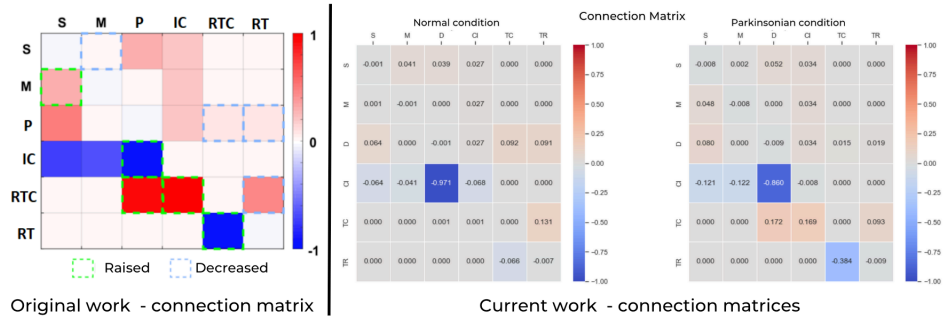 S M P IC RTC RT
S
M
P
IC
RTC
RT
1
0
-1
Raised
Decreased
Original work - connection matrix
Connection Matrix
Normal condition
S M D CI TC TR
S -0.001 0.041 0.039 0.027 0.000 0.000
M 0.001 -0.001 0.000 0.027 0.000 0.000
D 0.064 0.000 -0.001 0.027 0.092 0.091
CI -0.064 -0.041 -0.971 -0.068 0.000 0.000
TC 0.000 0.000 0.001 0.001 0.000 0.131
TR 0.000 0.000 0.000 0.000 -0.066 -0.007
1.00
0.75
0.50
0.25
0.00
−0.25
−0.50
−0.75
−1.00
Parkinsonian condition
S M D CI TC TR
S -0.008 0.002 0.052 0.034 0.000 0.000
M 0.048 -0.008 0.000 0.034 0.000 0.000
D 0.080 0.000 -0.009 0.034 0.015 0.019
CI -0.121 -0.122 -0.860 -0.008 0.000 0.000
TC 0.000 0.000 0.172 0.169 0.000 0.093
TR 0.000 0.000 0.000 0.000 -0.384 -0.009
1.00
0.75
0.50
0.25
0.00
−0.25
−0.50
−0.75
−1.00
Current work - connection matrices